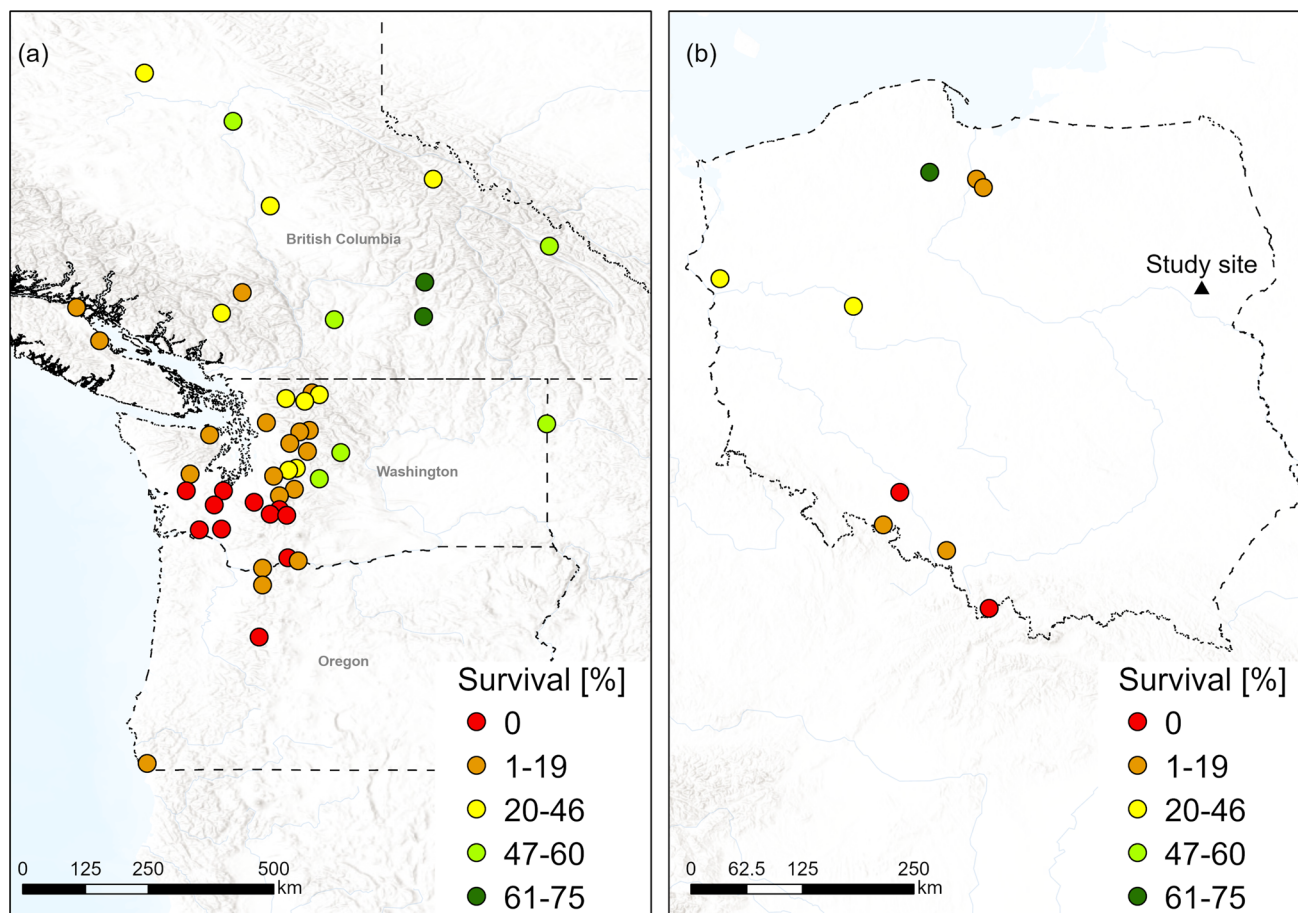 (a)
British Columbia
Washington
Oregon
Survival [%]
0
1-19
20-46
47-60
61-75
0 125 250 500
km
(b)
Study site
Survival [%]
0
1-19
20-46
47-60
61-75
0 62.5 125 250
km